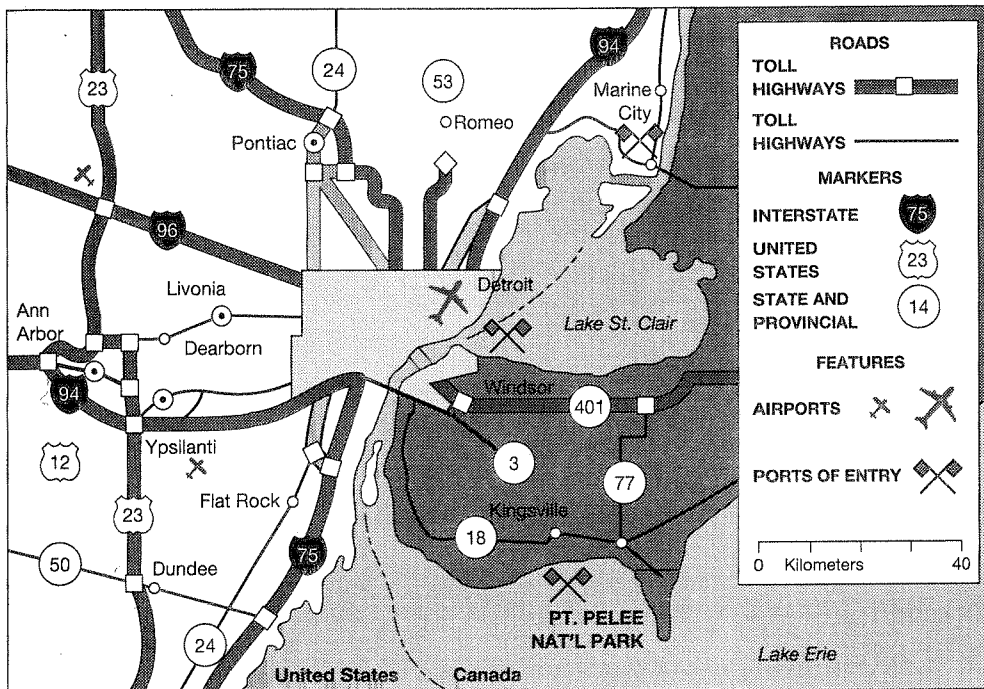 75
24
94
53
23
Marine
City
Romeo
Pontiac
96
Livonia
Detroit
Ann
Arbor
Dearborn
Lake St. Clair
94
Windsor
401
Ypsilanti
12
3
77
Flat Rock
Kingsville
23
18
75
50
Dundee
PT. PELEE
NAT'L PARK
24
United States
Canada
Lake Erie
ROADS
TOLL
HIGHWAYS
TOLL
HIGHWAYS
MARKERS
INTERSTATE
75
UNITED
STATES
23
STATE AND
PROVINCIAL
14
FEATURES
AIRPORTS
PORTS OF ENTRY
0 Kilometers 40